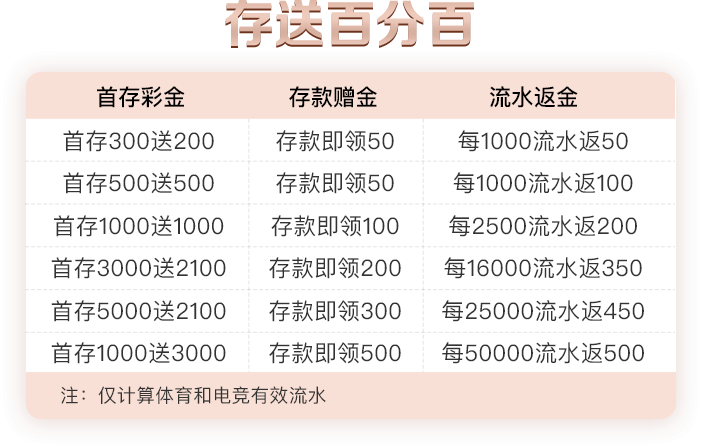 存送百分百
首存彩金 存款赠金 流水返金
首存300送200 存款即领50 每1000流水返50
首存500送500 存款即领50 每1000流水返100
首存1000送1000 存款即领100 每2500流水返200
首存3000送2100 存款即领200 每16000流水返350
首存5000送2100 存款即领300 每25000流水返450
首存1000送3000 存款即领500 每50000流水返500
注：仅计算体育和电竞有效流水